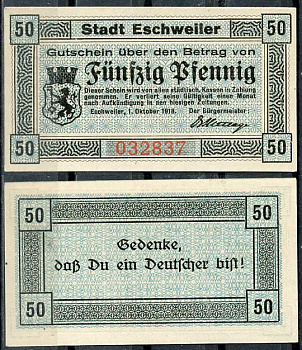 50 Stadt Eschweiler 50
Gutschein über den Betrag von
Fünfzig Pfennig
Dieser Schein wird von allen städtisch. Kassen in Zahlung
genommen. Er verliert seine Gültigkeit einen Monat
nach Aufkündigung in den hiesigen Zeitungen.
Eschweiler, 1. Oktober 1918. Der Bürgermeister:
50 032837 50
50 50
Gedenke,
daß Du ein Deutscher bist!
50 50